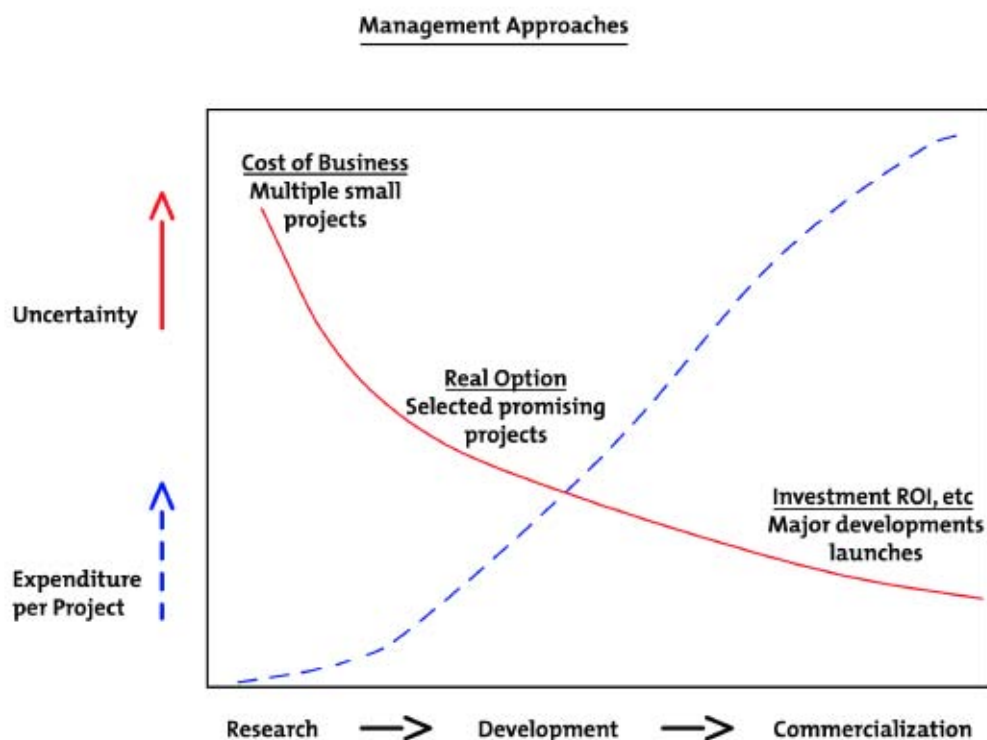 Management Approaches
Cost of Business
Multiple small
projects
Uncertainty
Real Option
Selected promising
projects
Investment ROI, etc
Major developments
launches
Expenditure
per Project
Research
Development
Commercialization